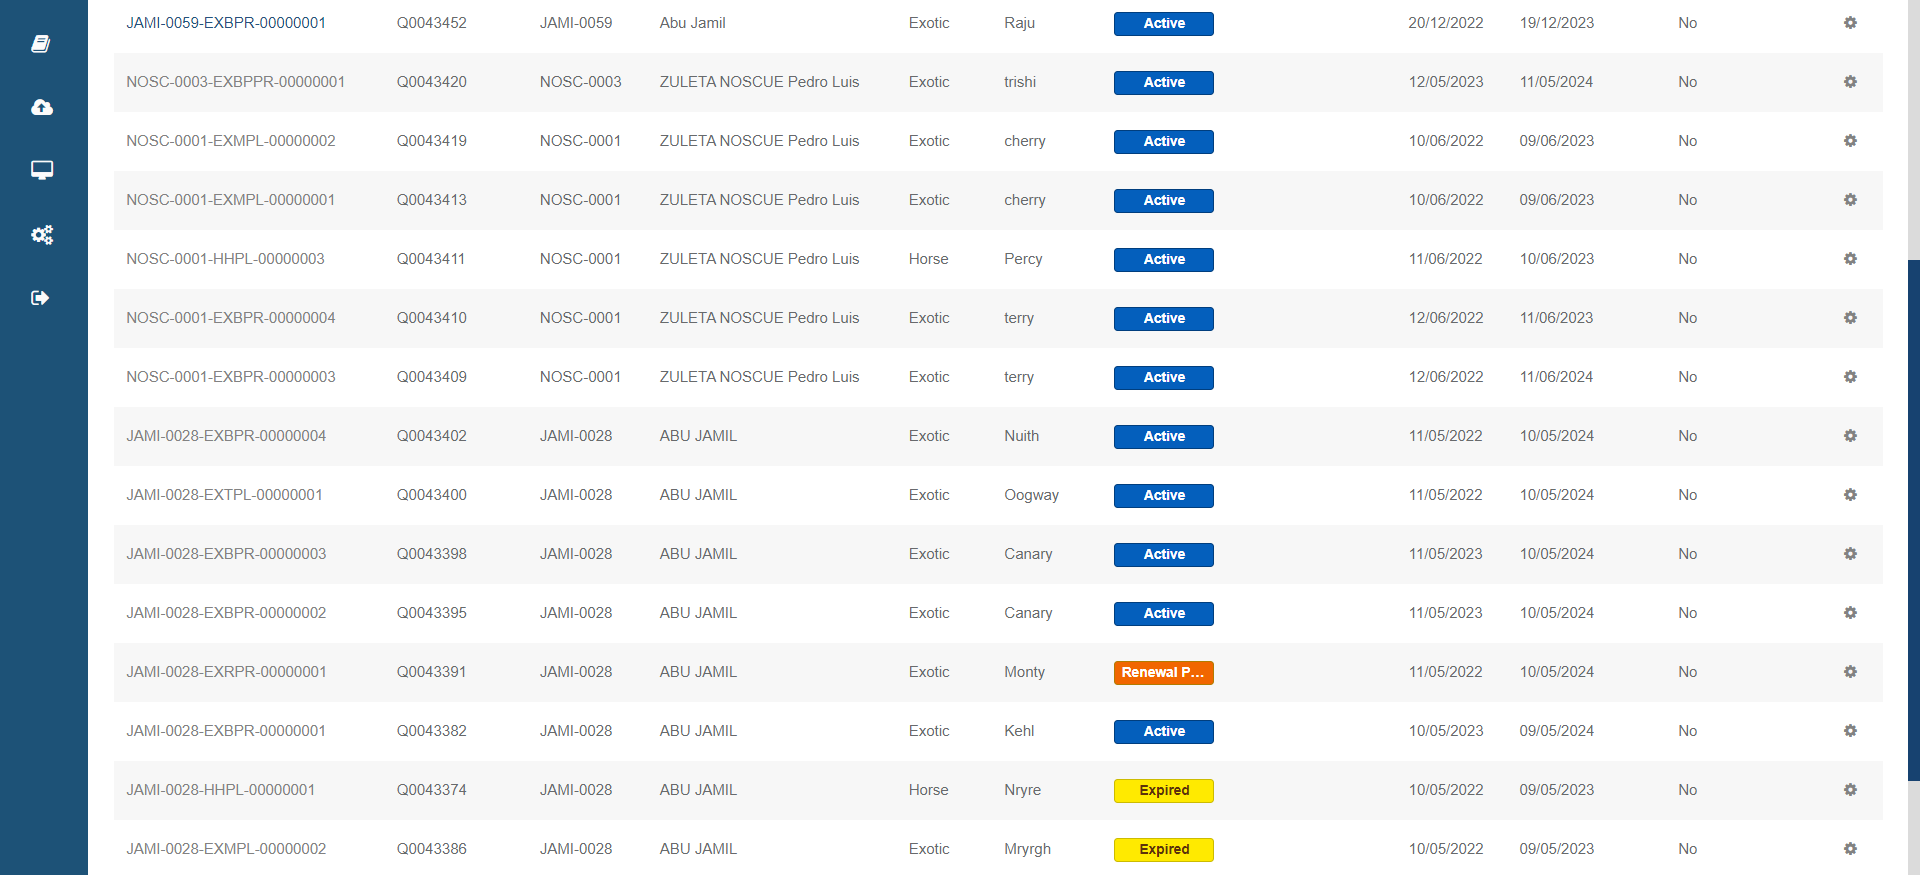 JAMI-0059-EXBPR-00000001 Q0043452 JAMI-0059 Abu Jamil Exotic Raju Active 20/12/2022 19/12/2023 No
NOSC-0003-EXBPPR-00000001 Q0043420 NOSC-0003 ZULETA NOSCUE Pedro Luis Exotic trishi Active 12/05/2023 11/05/2024 No
NOSC-0001-EXMPL-00000002 Q0043419 NOSC-0001 ZULETA NOSCUE Pedro Luis Exotic cherry Active 10/06/2022 09/06/2023 No
NOSC-0001-EXMPL-00000001 Q0043413 NOSC-0001 ZULETA NOSCUE Pedro Luis Exotic cherry Active 10/06/2022 09/06/2023 No
NOSC-0001-HHPL-00000003 Q0043411 NOSC-0001 ZULETA NOSCUE Pedro Luis Horse Percy Active 11/06/2022 10/06/2023 No
NOSC-0001-EXBPR-00000004 Q0043410 NOSC-0001 ZULETA NOSCUE Pedro Luis Exotic terry Active 12/06/2022 11/06/2023 No
NOSC-0001-EXBPR-00000003 Q0043409 NOSC-0001 ZULETA NOSCUE Pedro Luis Exotic terry Active 12/06/2022 11/06/2024 No
JAMI-0028-EXBPR-00000004 Q0043402 JAMI-0028 ABU JAMIL Exotic Nuith Active 11/05/2022 10/05/2024 No
JAMI-0028-EXTPL-00000001 Q0043400 JAMI-0028 ABU JAMIL Exotic Oogway Active 11/05/2022 10/05/2024 No
JAMI-0028-EXBPR-00000003 Q0043398 JAMI-0028 ABU JAMIL Exotic Canary Active 11/05/2023 10/05/2024 No
JAMI-0028-EXBPR-00000002 Q0043395 JAMI-0028 ABU JAMIL Exotic Canary Active 11/05/2023 10/05/2024 No
JAMI-0028-EXRPR-00000001 Q0043391 JAMI-0028 ABU JAMIL Exotic Monty Renewal P... 11/05/2022 10/05/2024 No
JAMI-0028-EXBPR-00000001 Q0043382 JAMI-0028 ABU JAMIL Exotic Kehl Active 10/05/2023 09/05/2024 No
JAMI-0028-HHPL-00000001 Q0043374 JAMI-0028 ABU JAMIL Horse Nryre Expired 10/05/2022 09/05/2023 No
JAMI-0028-EXMPL-00000002 Q0043386 JAMI-0028 ABU JAMIL Exotic Mryrgh Expired 10/05/2022 09/05/2023 No